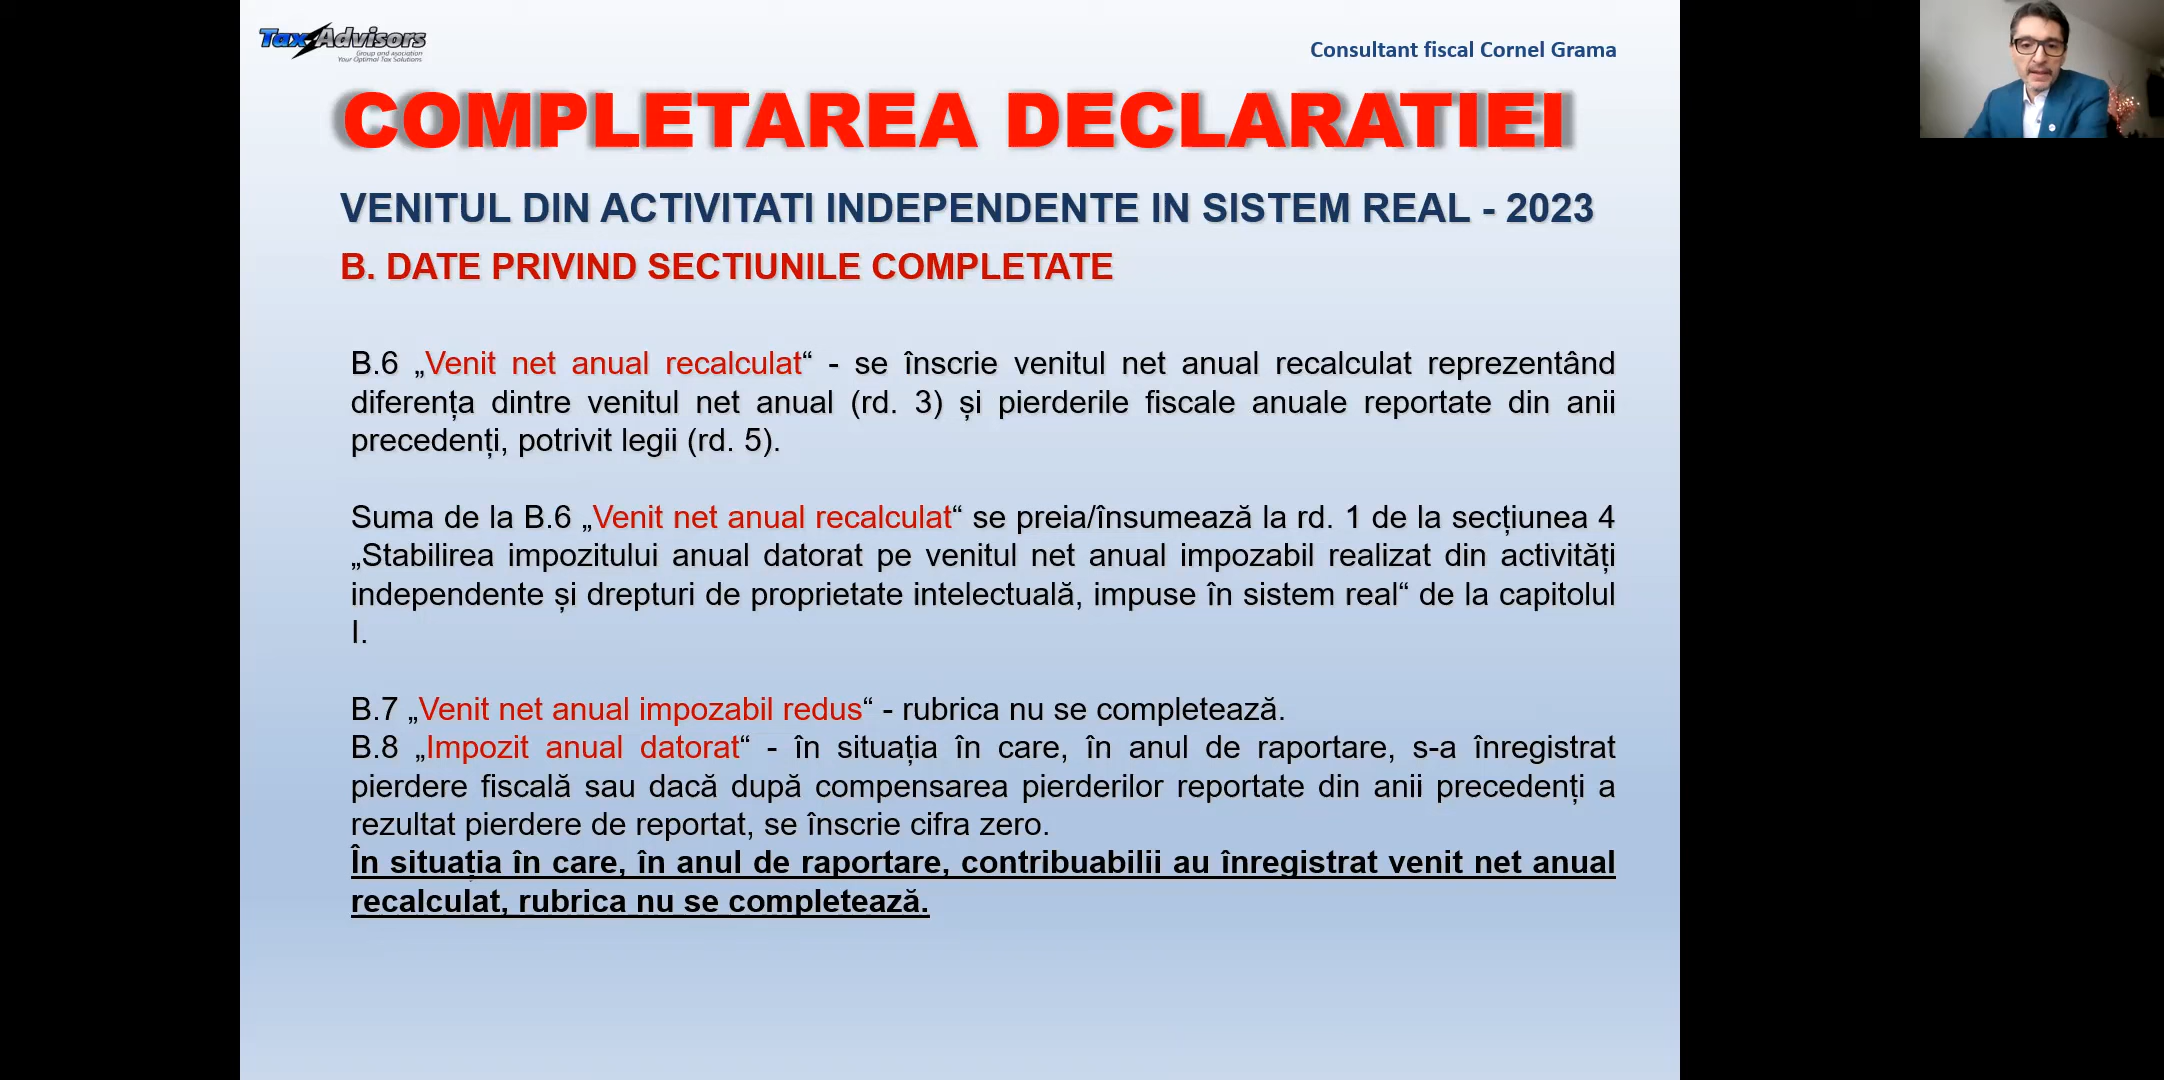 Tax Advisors
Group and Asociation
Your Optimal Tax Solutions
Consultant fiscal Cornel Grama
COMPLETAREA DECLARATIEI
VENITUL DIN ACTIVITATI INDEPENDENTE IN SISTEM REAL - 2023
B. DATE PRIVIND SECTIUNILE COMPLETATE
B.6 „Venit net anual recalculat“ - se înscrie venitul net anual recalculat reprezentând
diferența dintre venitul net anual (rd. 3) și pierderile fiscale anuale reportate din anii
precedenți, potrivit legii (rd. 5).
Suma de la B.6 „Venit net anual recalculat“ se preia/însumează la rd. 1 de la secțiunea 4
„Stabilirea impozitului anual datorat pe venitul net anual impozabil realizat din activități
independente și drepturi de proprietate intelectuală, impuse în sistem real“ de la capitolul
I.
B.7 „Venit net anual impozabil redus“ - rubrica nu se completează.
B.8 „Impozit anual datorat“ - în situația în care, în anul de raportare, s-a înregistrat
pierdere fiscală sau dacă după compensarea pierderilor reportate din anii precedenți a
rezultat pierdere de reportat, se înscrie cifra zero.
În situația în care, în anul de raportare, contribuabilii au înregistrat venit net anual
recalculat, rubrica nu se completează.